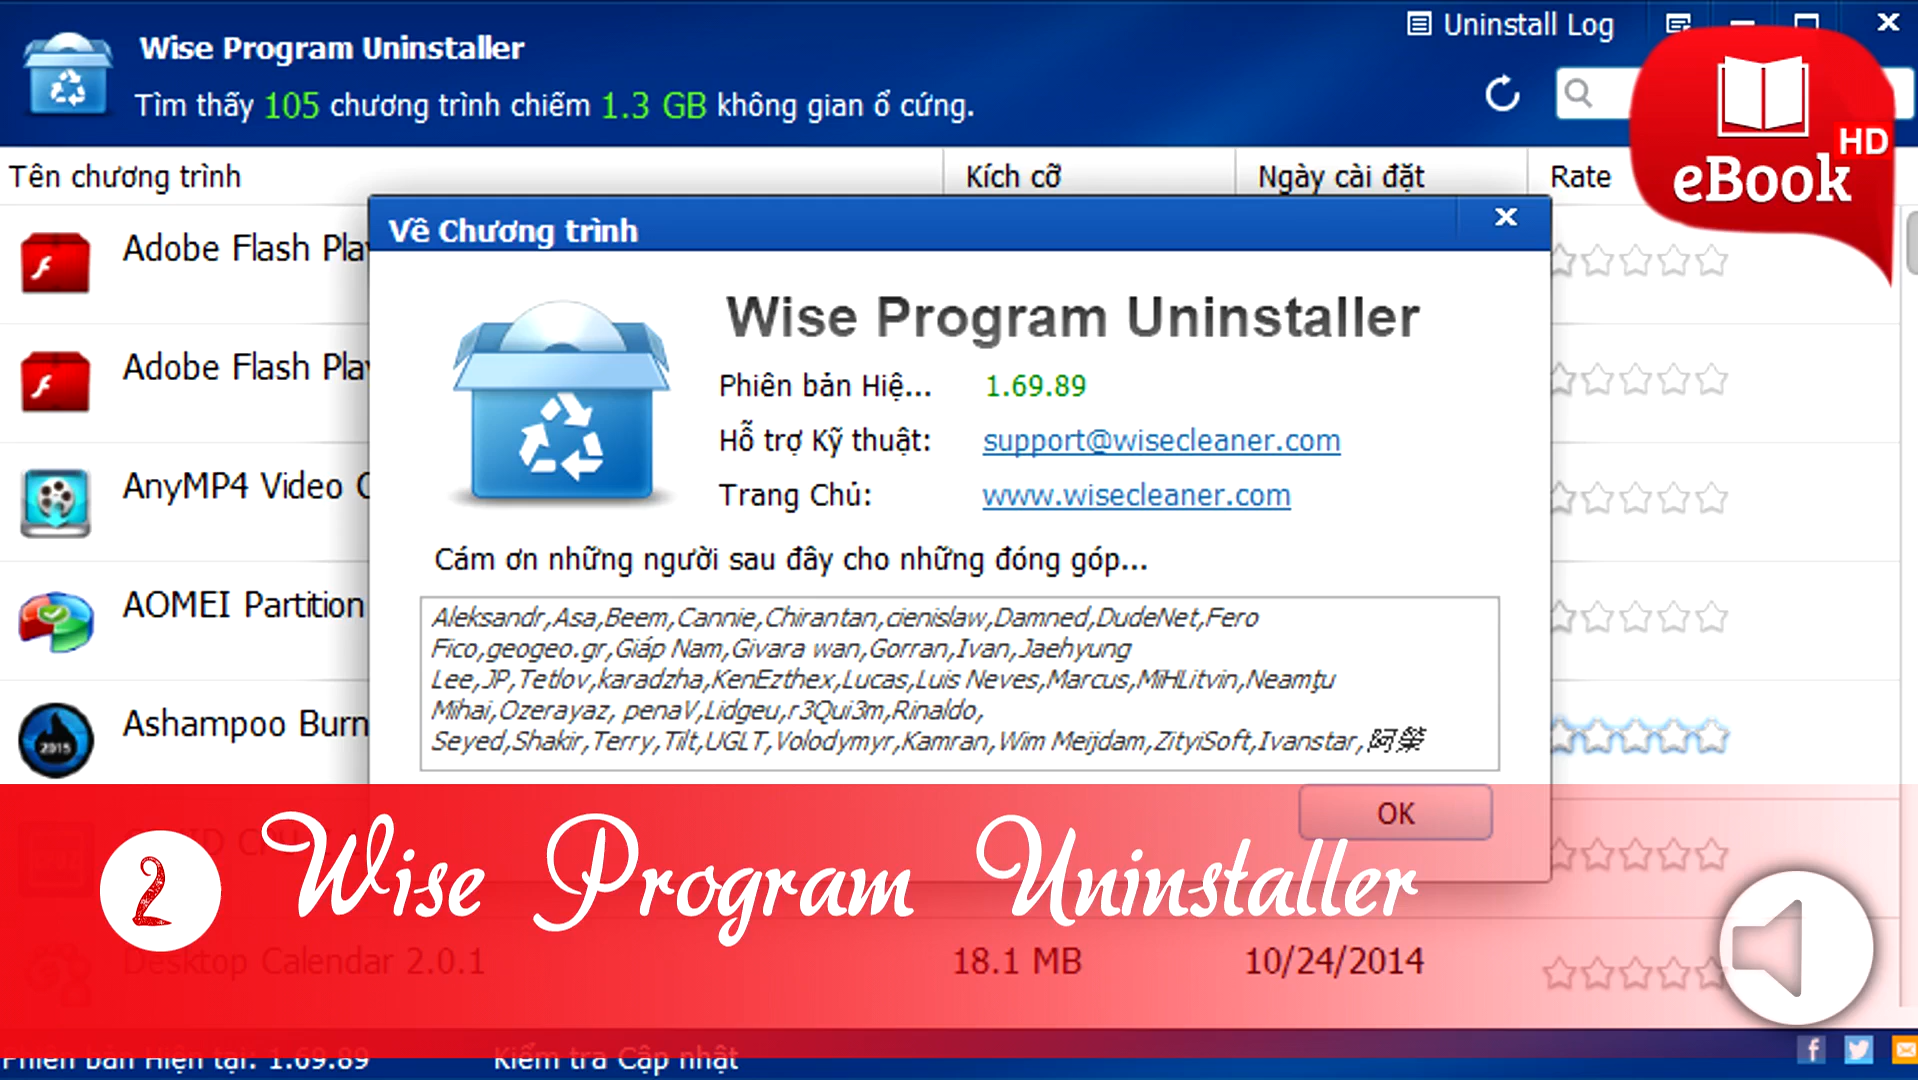 Uninstall Log
Wise Program Uninstaller
Tìm thấy 105 chương trình chiếm 1.3 GB không gian ổ cứng.
HD
eBook
Tên chương trình
Kích cỡ
Ngày cài đặt
Rate
Về Chương trình
Adobe Flash Play
Adobe Flash Play
AnyMP4 Video C
AOMEI Partition
Ashampoo Burn
2015
Wise Program Uninstaller
Phiên bản Hiệ... 1.69.89
Hỗ trợ Kỹ thuật: support@wisecleaner.com
Trang Chủ: www.wisecleaner.com
Cám ơn những người sau đây cho những đóng góp...
Aleksandr,Asa,Beem,Cannie,Chirantan,cienislaw,Damned,DudeNet,Fero
Fico,geogeo.gr,Giáp Nam,Givara wan,Gorran,Ivan,Jaehyung
Lee,JP,Tetlov,karadzha,KenEzthex,Lucas,Luis Neves,Marcus,MiHLitvin,Neamţu
Mihai,Ozerayaz, penaV,Lidgeu,r3Qui3m,Rinaldo,
Seyed,Shakir,Terry,Tilt,UGLT,Volodymyr,Kamran,Wim Meijdam,ZityiSoft,Ivanstar,阿榮
OK
2 Wise Program Uninstaller
Desktop Calendar 2.0.1 18.1 MB 10/24/2014
Phiên bản Hiện tại: 1.69.89
Kiểm tra Cập nhật